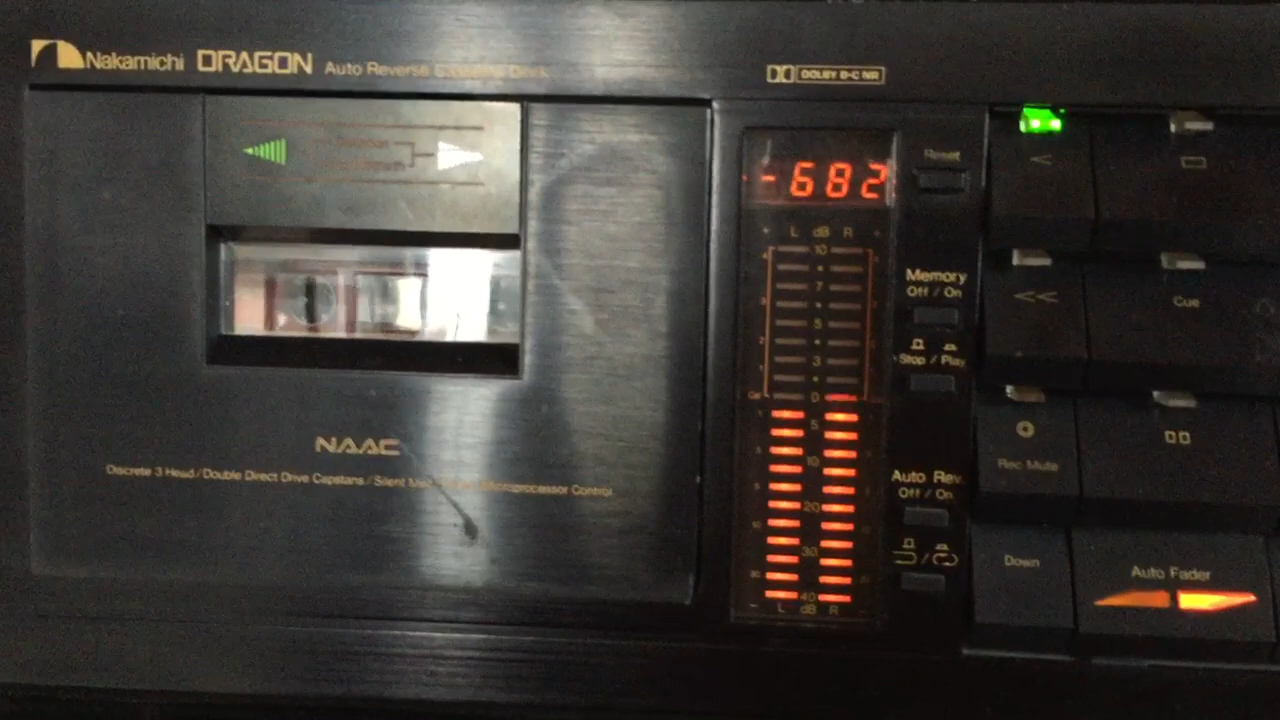 Nakamichi DRAGON Auto Reverse Cassette Deck
DOLBY B-C NR
<
-682
Reset
+ L dB R +
10
7
5
3
0
5
10
20
30
40
- L dB R
Memory
Off / On
Stop / Play
Auto Rev.
Off / On
<<
Cue
Rec Mute
Down
Auto Fader
NAAC
Discrete 3 Head / Double Direct Drive Capstans / Silent Microprocessor Control